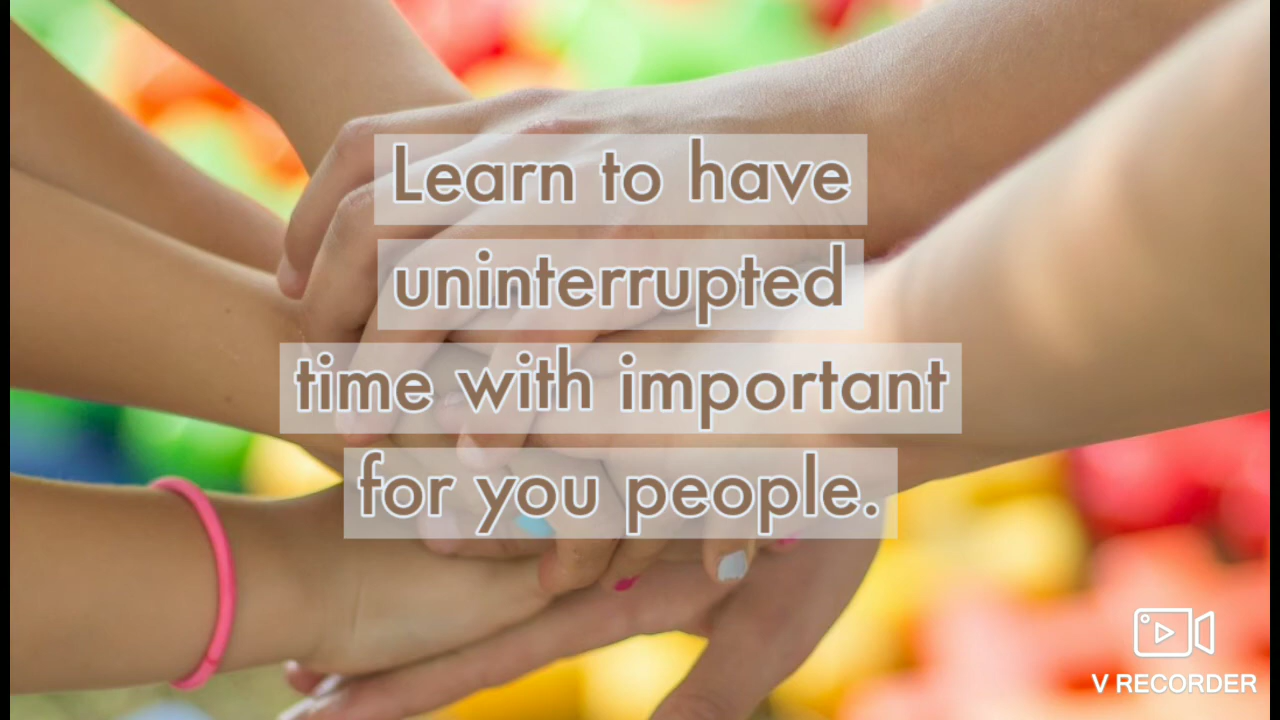 Learn to have
uninterrupted
time with important
for you people.
V RECORDER